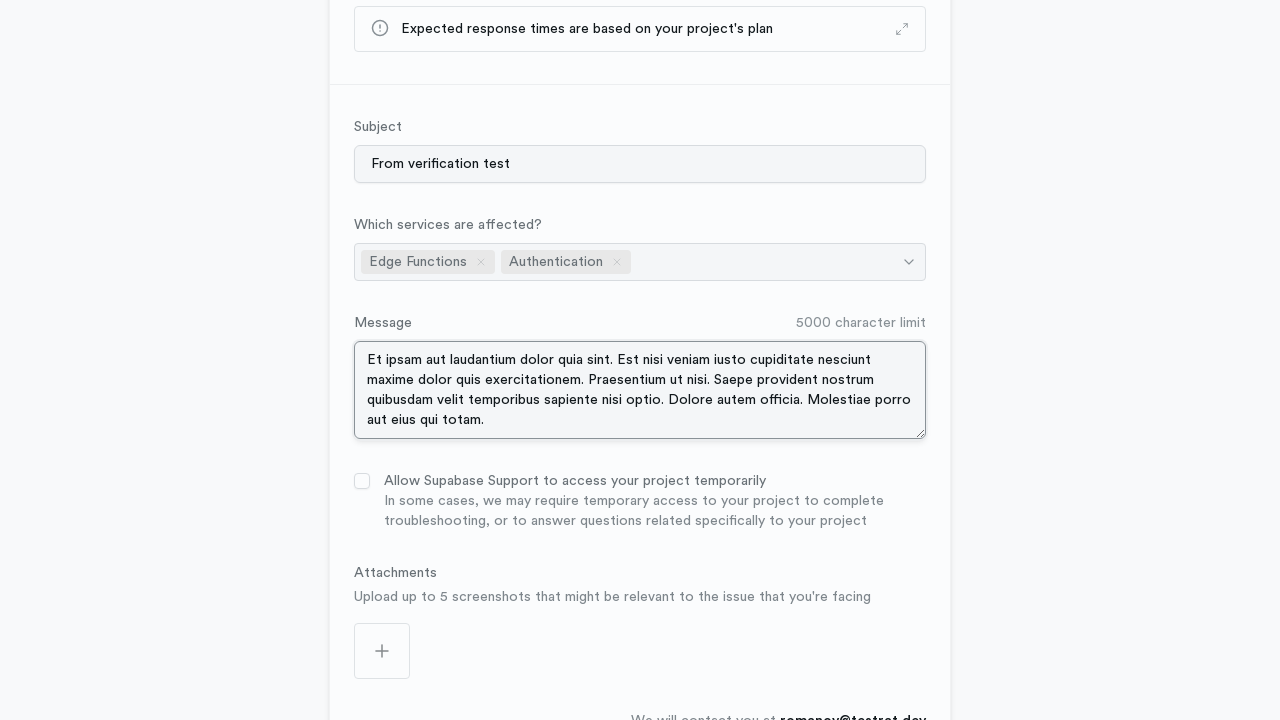 Expected response times are based on your project's plan
Subject
From verification test
Which services are affected?
Edge Functions
Authentication
Message
5000 character limit
Et ipsam aut laudantium dolor quia sint. Est nisi veniam iusto cupiditate nesciunt
maxime dolor quis exercitationem. Praesentium ut nisi. Saepe provident nostrum
quibusdam velit temporibus sapiente nisi optio. Dolore autem officia. Molestiae porro
aut eius qui totam.
Allow Supabase Support to access your project temporarily
In some cases, we may require temporary access to your project to complete
troubleshooting, or to answer questions related specifically to your project
Attachments
Upload up to 5 screenshots that might be relevant to the issue that you're facing
We will contact you at